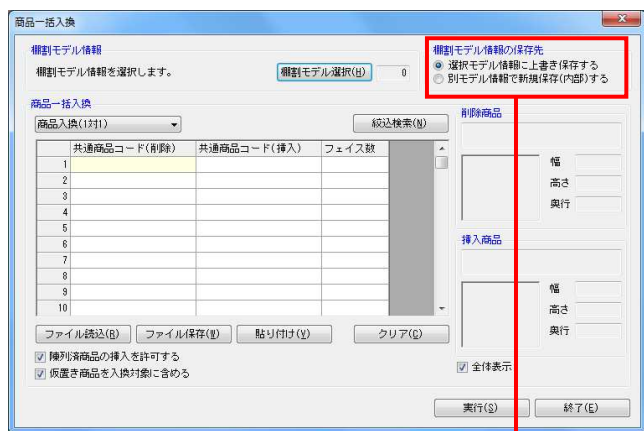 商品一括入換
棚割モデル情報
棚割モデル情報を選択します。
棚割モデル選択(H)
0
棚割モデル情報の保存先
選択モデル情報に上書き保存する
別モデル情報で新規保存(内部)する
商品一括入換
商品入換(1対1)
絞込検索(N)
共通商品コード(削除) 共通商品コード(挿入) フェイス数
1
2
3
4
5
6
7
8
9
10
ファイル読込(R) ファイル保存(W) 貼り付け(V) クリア(C)
陳列済商品の挿入を許可する
仮置き商品を入換対象に含める
削除商品
幅
高さ
奥行
挿入商品
幅
高さ
奥行
全体表示
実行(S) 終了(E)